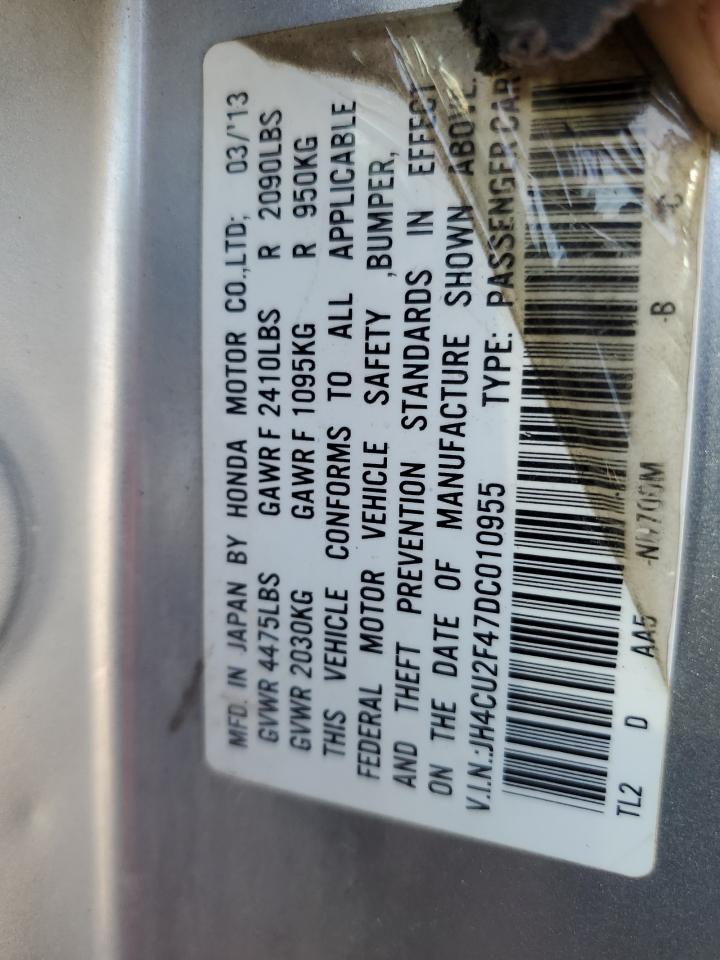 MFD. IN JAPAN BY HONDA MOTOR CO.,LTD; 03/'13
GVWR 4475LBS GAWR F 2410LBS R 2090LBS
GVWR 2030KG GAWR F 1095KG R 950KG
THIS VEHICLE CONFORMS TO ALL APPLICABLE
FEDERAL MOTOR VEHICLE SAFETY ,BUMPER,
AND THEFT PREVENTION STANDARDS IN EFFECT
ON THE DATE OF MANUFACTURE SHOWN ABOVE.
V.I.N.:JH4CU2F47DC010955 TYPE: PASSENGER CAR
TL2 D AA5 -B -C